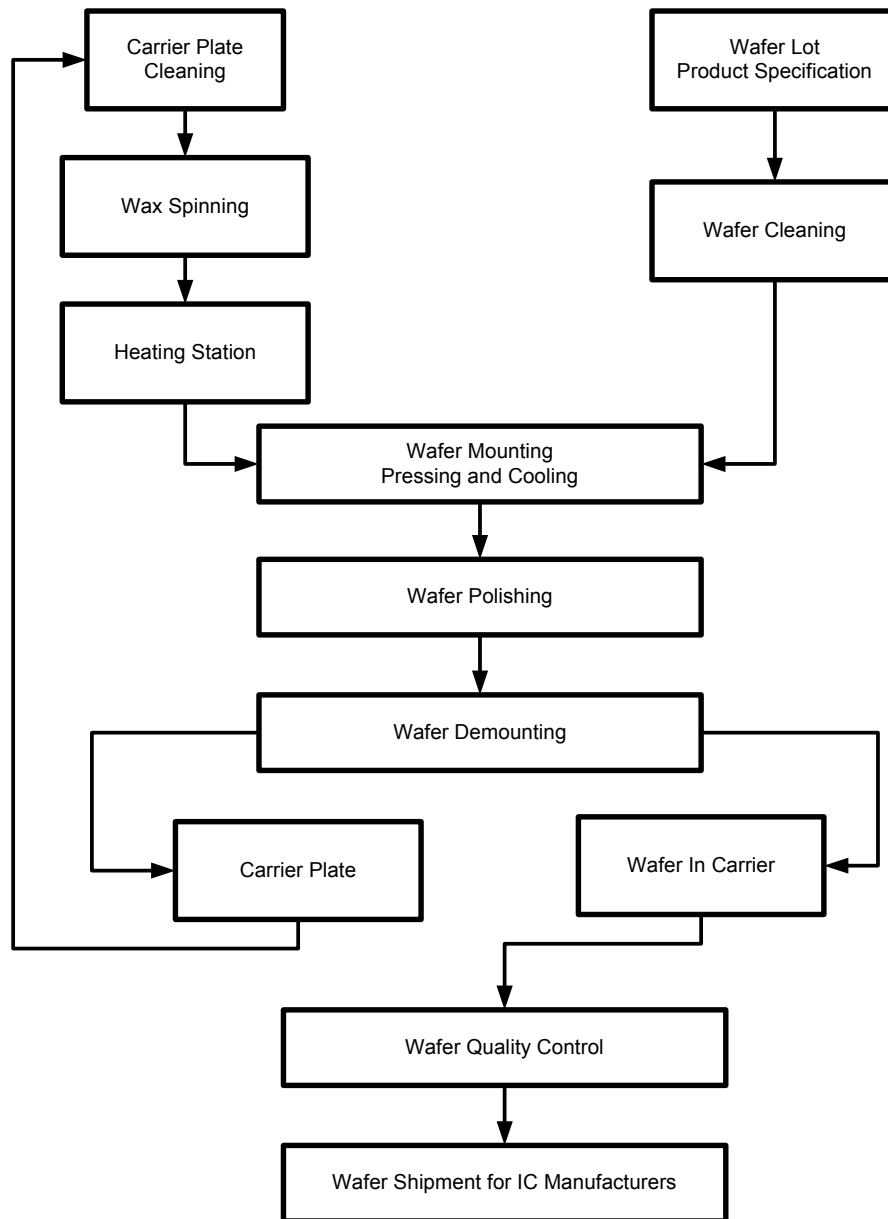 Carrier Plate
Cleaning
Wafer Lot
Product Specification
Wax Spinning
Wafer Cleaning
Heating Station
Wafer Mounting
Pressing and Cooling
Wafer Polishing
Wafer Demounting
Carrier Plate
Wafer In Carrier
Wafer Quality Control
Wafer Shipment for IC Manufacturers